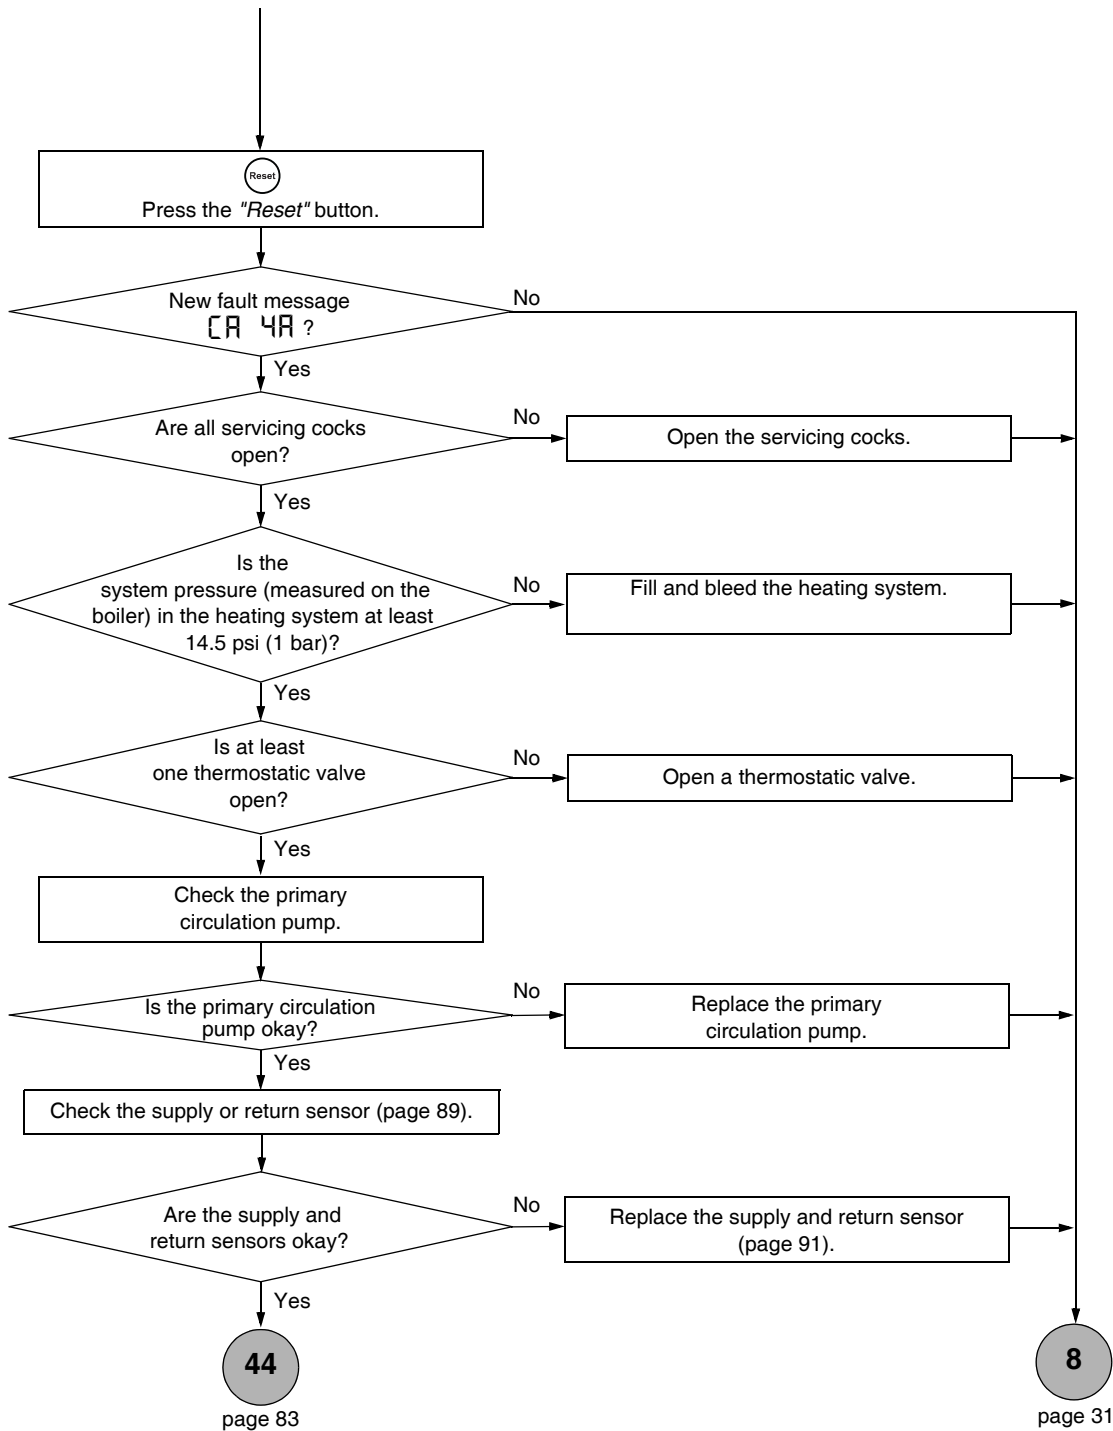 Reset
Press the "Reset" button.
New fault message
CA 4A ?
No
Yes
Are all servicing cocks
open?
No
Open the servicing cocks.
Yes
Is the
system pressure (measured on the
boiler) in the heating system at least
14.5 psi (1 bar)?
No
Fill and bleed the heating system.
Yes
Is at least
one thermostatic valve
open?
No
Open a thermostatic valve.
Yes
Check the primary
circulation pump.
Is the primary circulation
pump okay?
No
Replace the primary
circulation pump.
Yes
Check the supply or return sensor (page 89).
Are the supply and
return sensors okay?
No
Replace the supply and return sensor
(page 91).
Yes
44
page 83
8
page 31